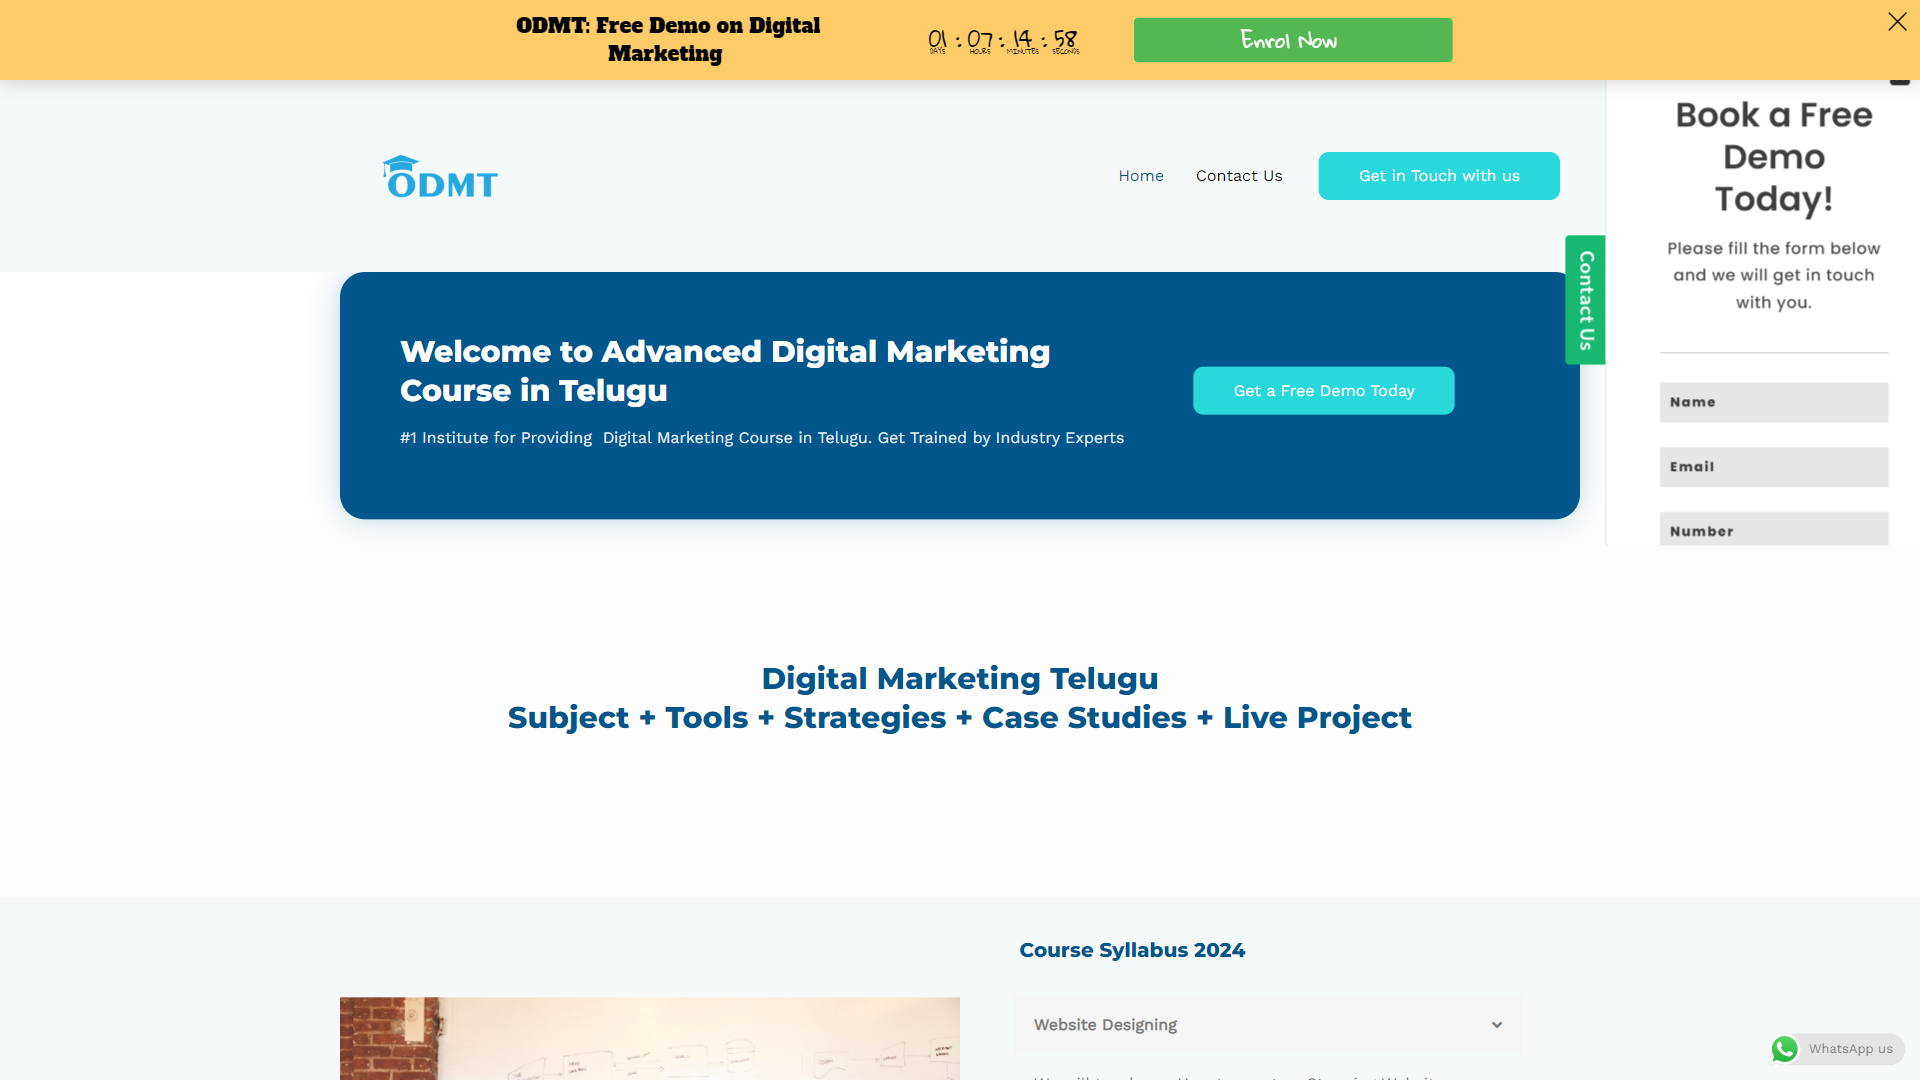 ODMT: Free Demo on Digital
Marketing
01 : 07 : 14 : 58
DAYS HOURS MINUTES SECONDS
Enrol Now
ODMT
Home
Contact Us
Get in Touch with us
Book a Free
Demo
Today!
Please fill the form below
and we will get in touch
with you.
Contact Us
Name
Email
Number
Welcome to Advanced Digital Marketing
Course in Telugu
#1 Institute for Providing  Digital Marketing Course in Telugu. Get Trained by Industry Experts
Get a Free Demo Today
Digital Marketing Telugu
Subject + Tools + Strategies + Case Studies + Live Project
Course Syllabus 2024
Website Designing
WhatsApp us